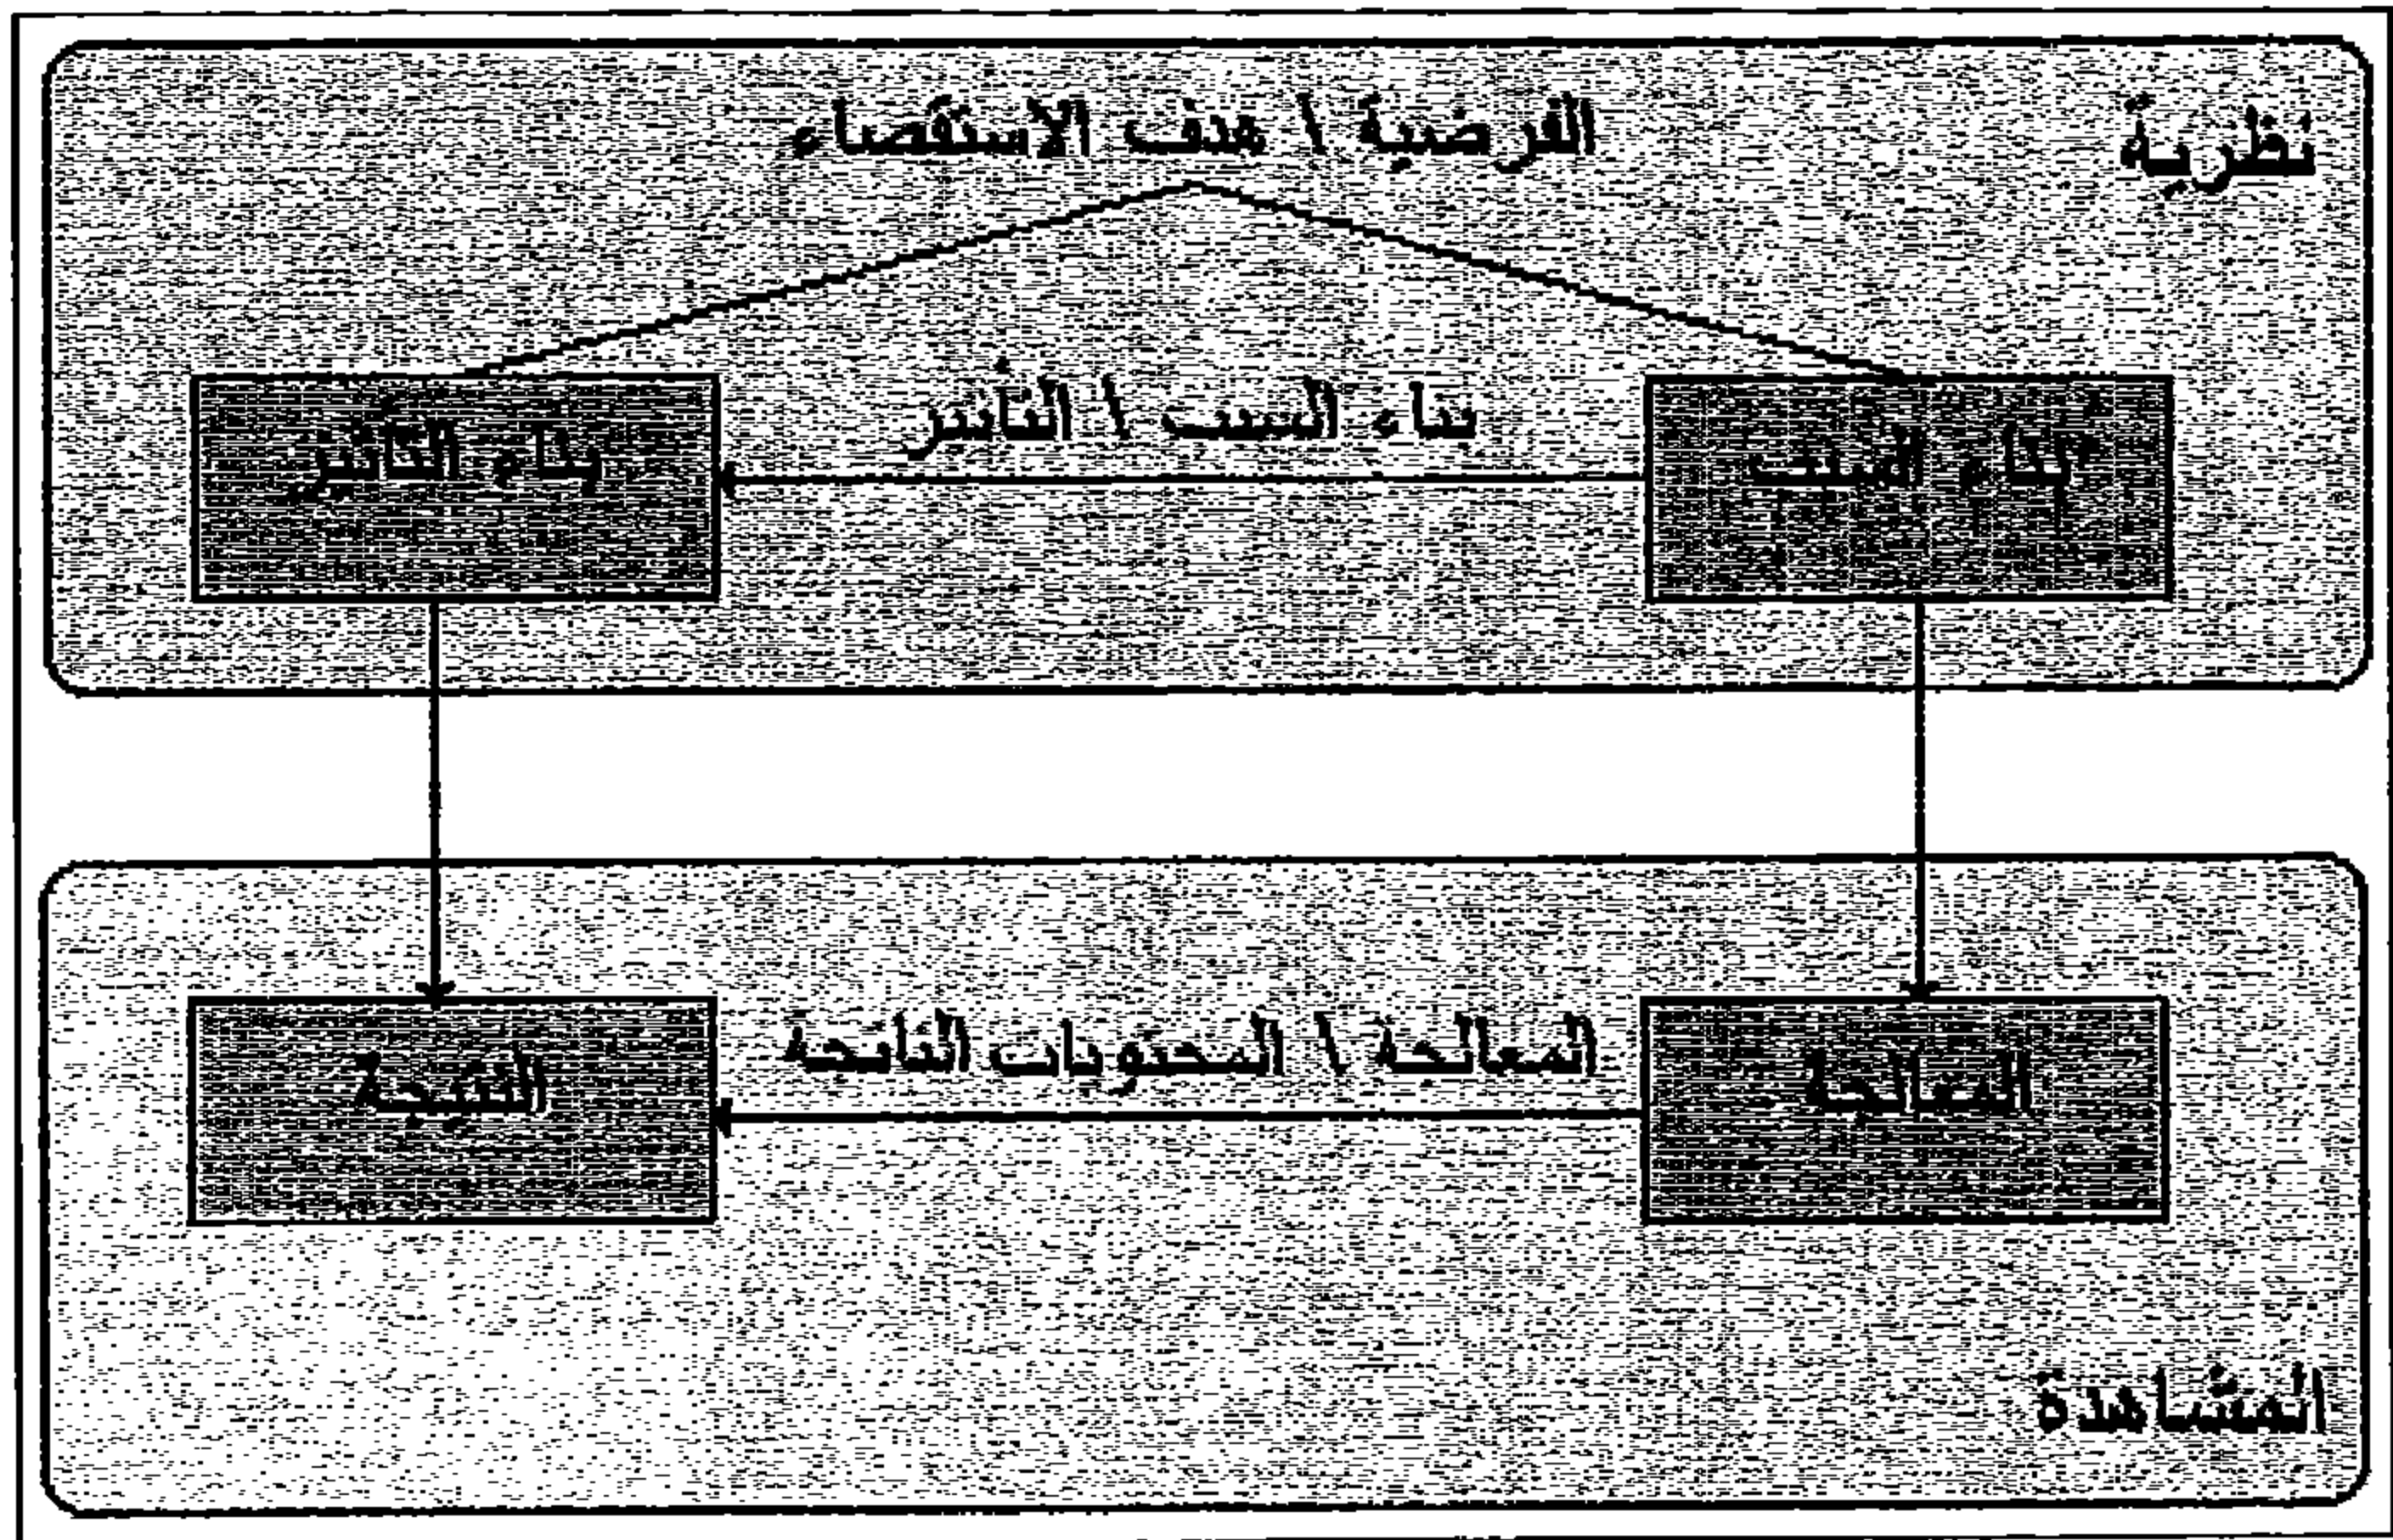 نظرية
الفرضية \ هدف الاستقصاء
بناء السبب
بناء السبب \ التأثير
بناء التأثير
المعالجة
المعالجة \ المحتويات الناتجة
النتيجة
المشاهدة